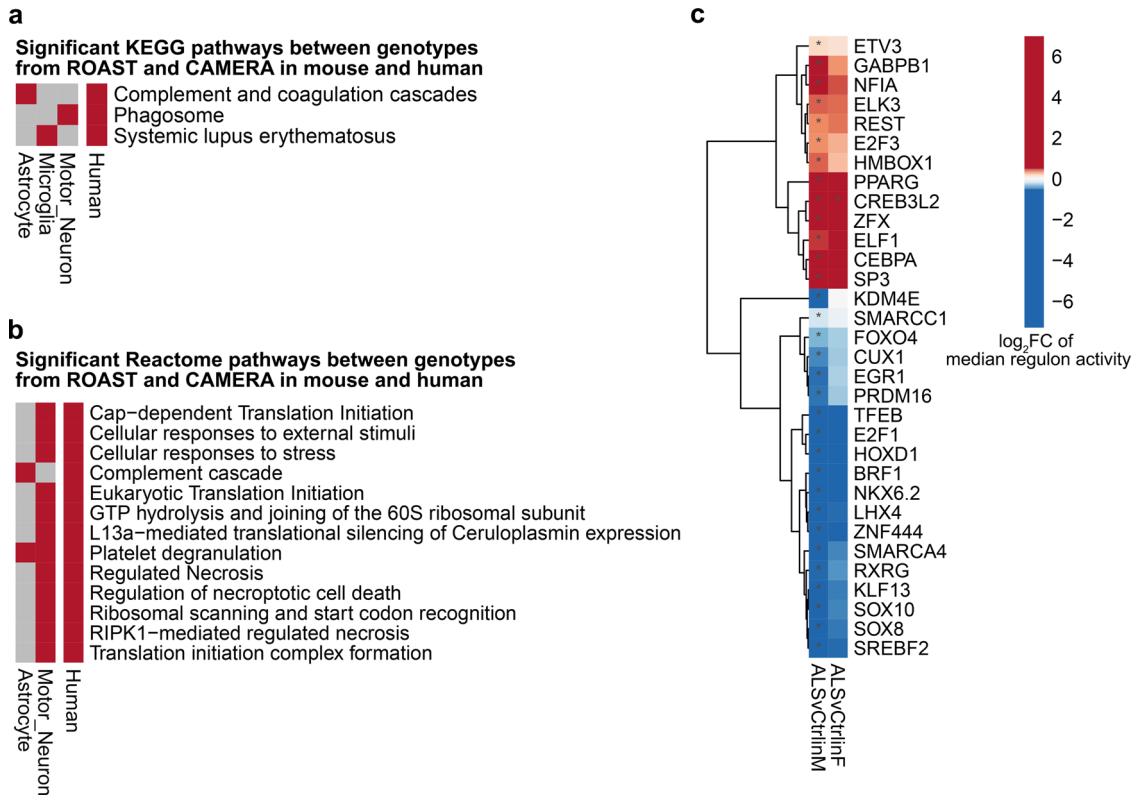 a
Significant KEGG pathways between genotypes
from ROAST and CAMERA in mouse and human
Complement and coagulation cascades
Phagosome
Systemic lupus erythematosus
Astrocyte
Microglia
Motor_Neuron
Human
b
Significant Reactome pathways between genotypes
from ROAST and CAMERA in mouse and human
Cap−dependent Translation Initiation
Cellular responses to external stimuli
Cellular responses to stress
Complement cascade
Eukaryotic Translation Initiation
GTP hydrolysis and joining of the 60S ribosomal subunit
L13a−mediated translational silencing of Ceruloplasmin expression
Platelet degranulation
Regulated Necrosis
Regulation of necroptotic cell death
Ribosomal scanning and start codon recognition
RIPK1−mediated regulated necrosis
Translation initiation complex formation
Astrocyte
Motor_Neuron
Human
c
ETV3
GABPB1
NFIA
ELK3
REST
E2F3
HMBOX1
PPARG
CREB3L2
ZFX
ELF1
CEBPA
SP3
KDM4E
SMARCC1
FOXO4
CUX1
EGR1
PRDM16
TFEB
E2F1
HOXD1
BRF1
NKX6.2
LHX4
ZNF444
SMARCA4
RXRG
KLF13
SOX10
SOX8
SREBF2
ALSvCtrlinM
ALSvCtrlinF
6
4
2
0
−2
−4
−6
log2FC of
median regulon activity